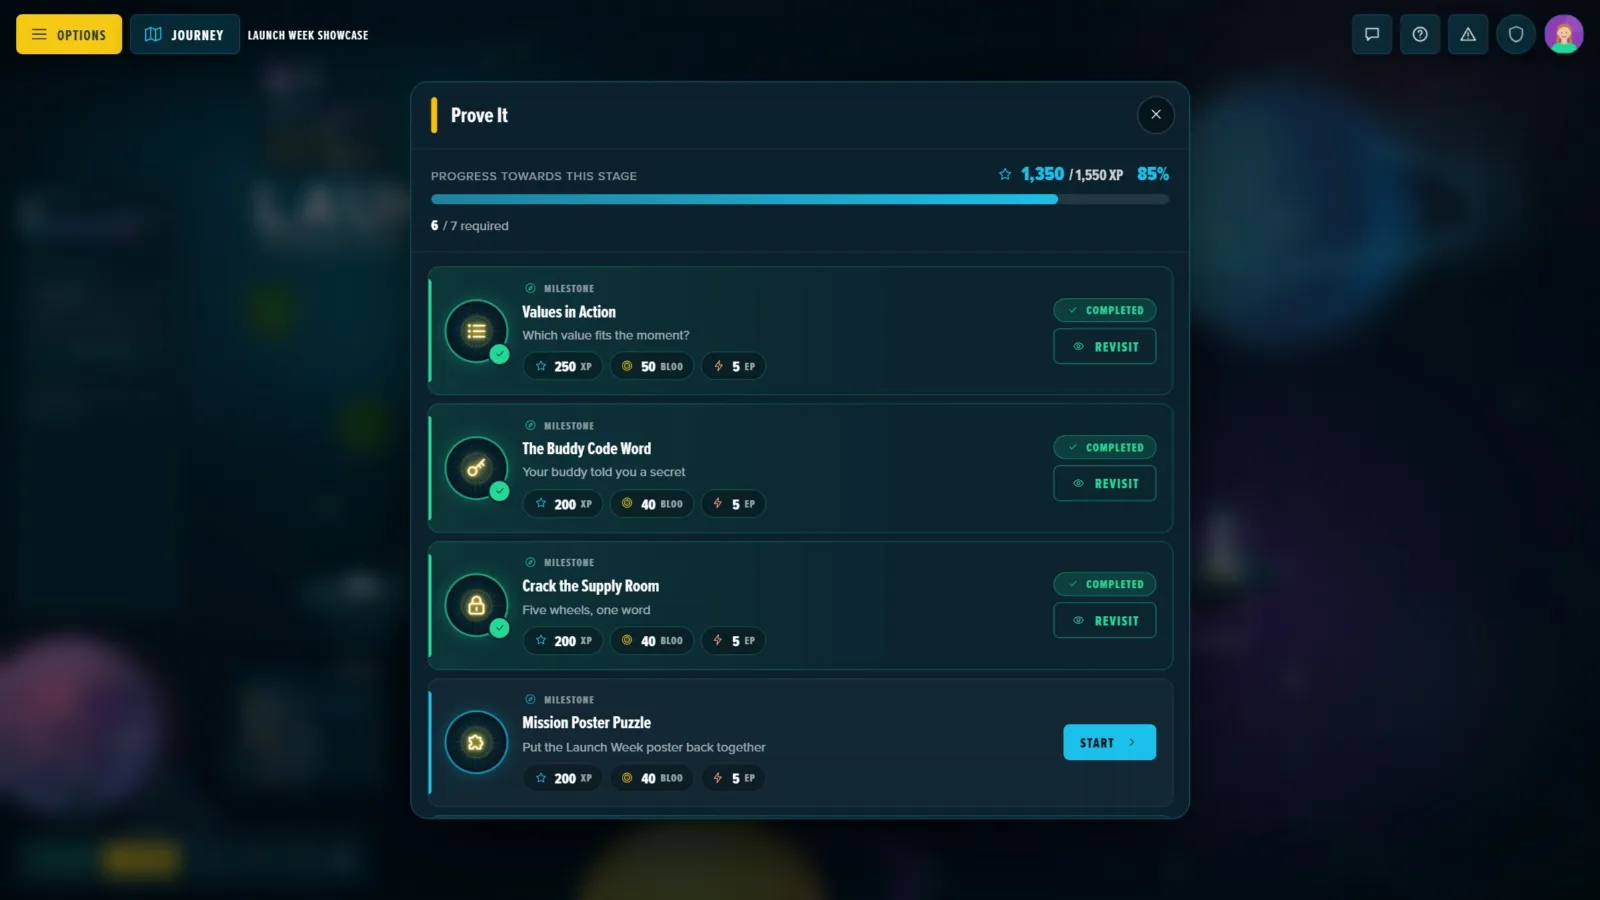 OPTIONS
JOURNEY
LAUNCH WEEK SHOWCASE
Prove It
PROGRESS TOWARDS THIS STAGE
1,350 / 1,550 XP 85%
6 / 7 required
MILESTONE
Values in Action
Which value fits the moment?
250 XP
50 BLOO
5 EP
COMPLETED
REVISIT
MILESTONE
The Buddy Code Word
Your buddy told you a secret
200 XP
40 BLOO
5 EP
COMPLETED
REVISIT
MILESTONE
Crack the Supply Room
Five wheels, one word
200 XP
40 BLOO
5 EP
COMPLETED
REVISIT
MILESTONE
Mission Poster Puzzle
Put the Launch Week poster back together
200 XP
40 BLOO
5 EP
START